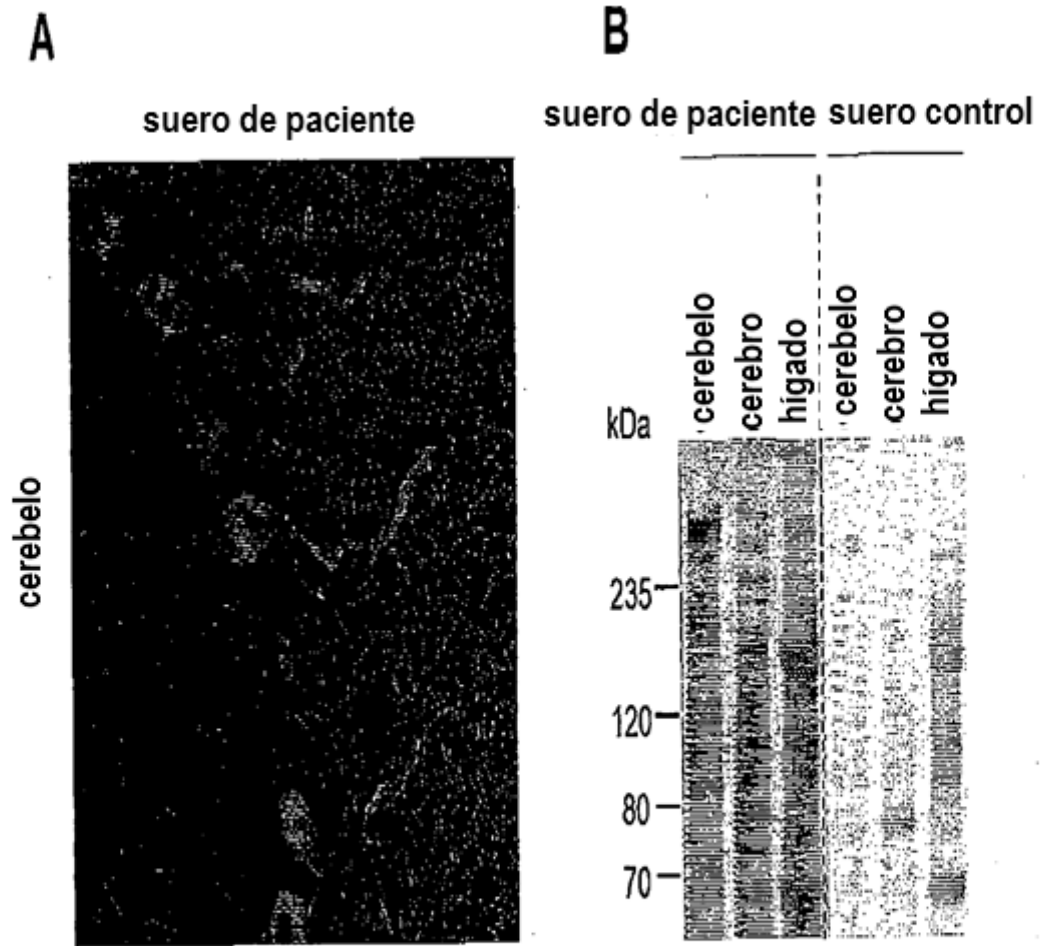 A
suero de paciente
cerebelo
B
suero de paciente
suero control
cerebelo
cerebro
hígado
cerebelo
cerebro
hígado
kDa
235
120
80
70